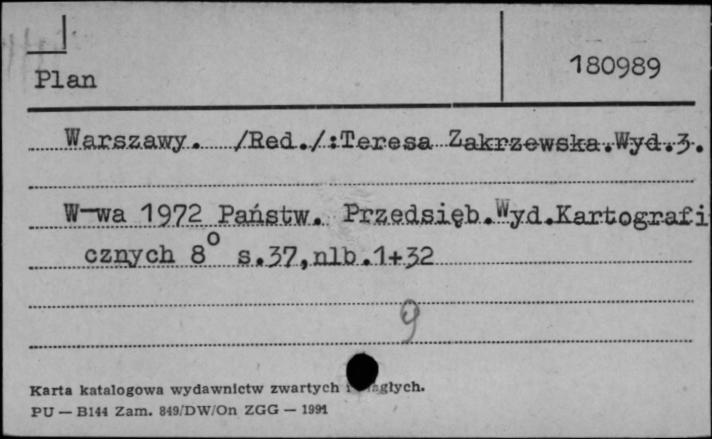 180989
Plan
Warszawy. /Red./:Teresa Zakrzewska.Wyd.3.
W-wa 1972 Państw. Przedsięb.Wyd.Kartografi
cznych 8° s.37,nlb.1+32
9
Karta katalogowa wydawnictw zwartych i
PU — B144 Zam. 849/DW/On ZGG — 1991